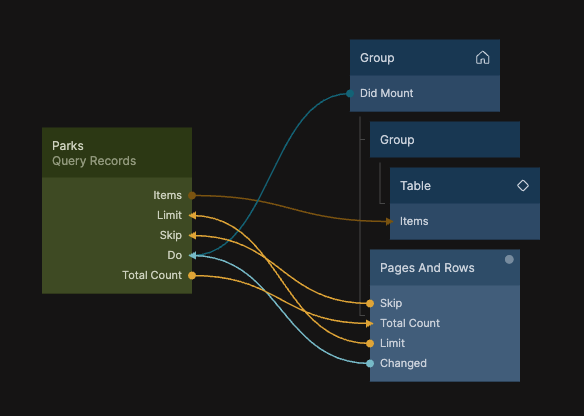 Parks
Query Records
Items
Limit
Skip
Do
Total Count
Group
Did Mount
Group
Table
Items
Pages And Rows
Skip
Total Count
Limit
Changed